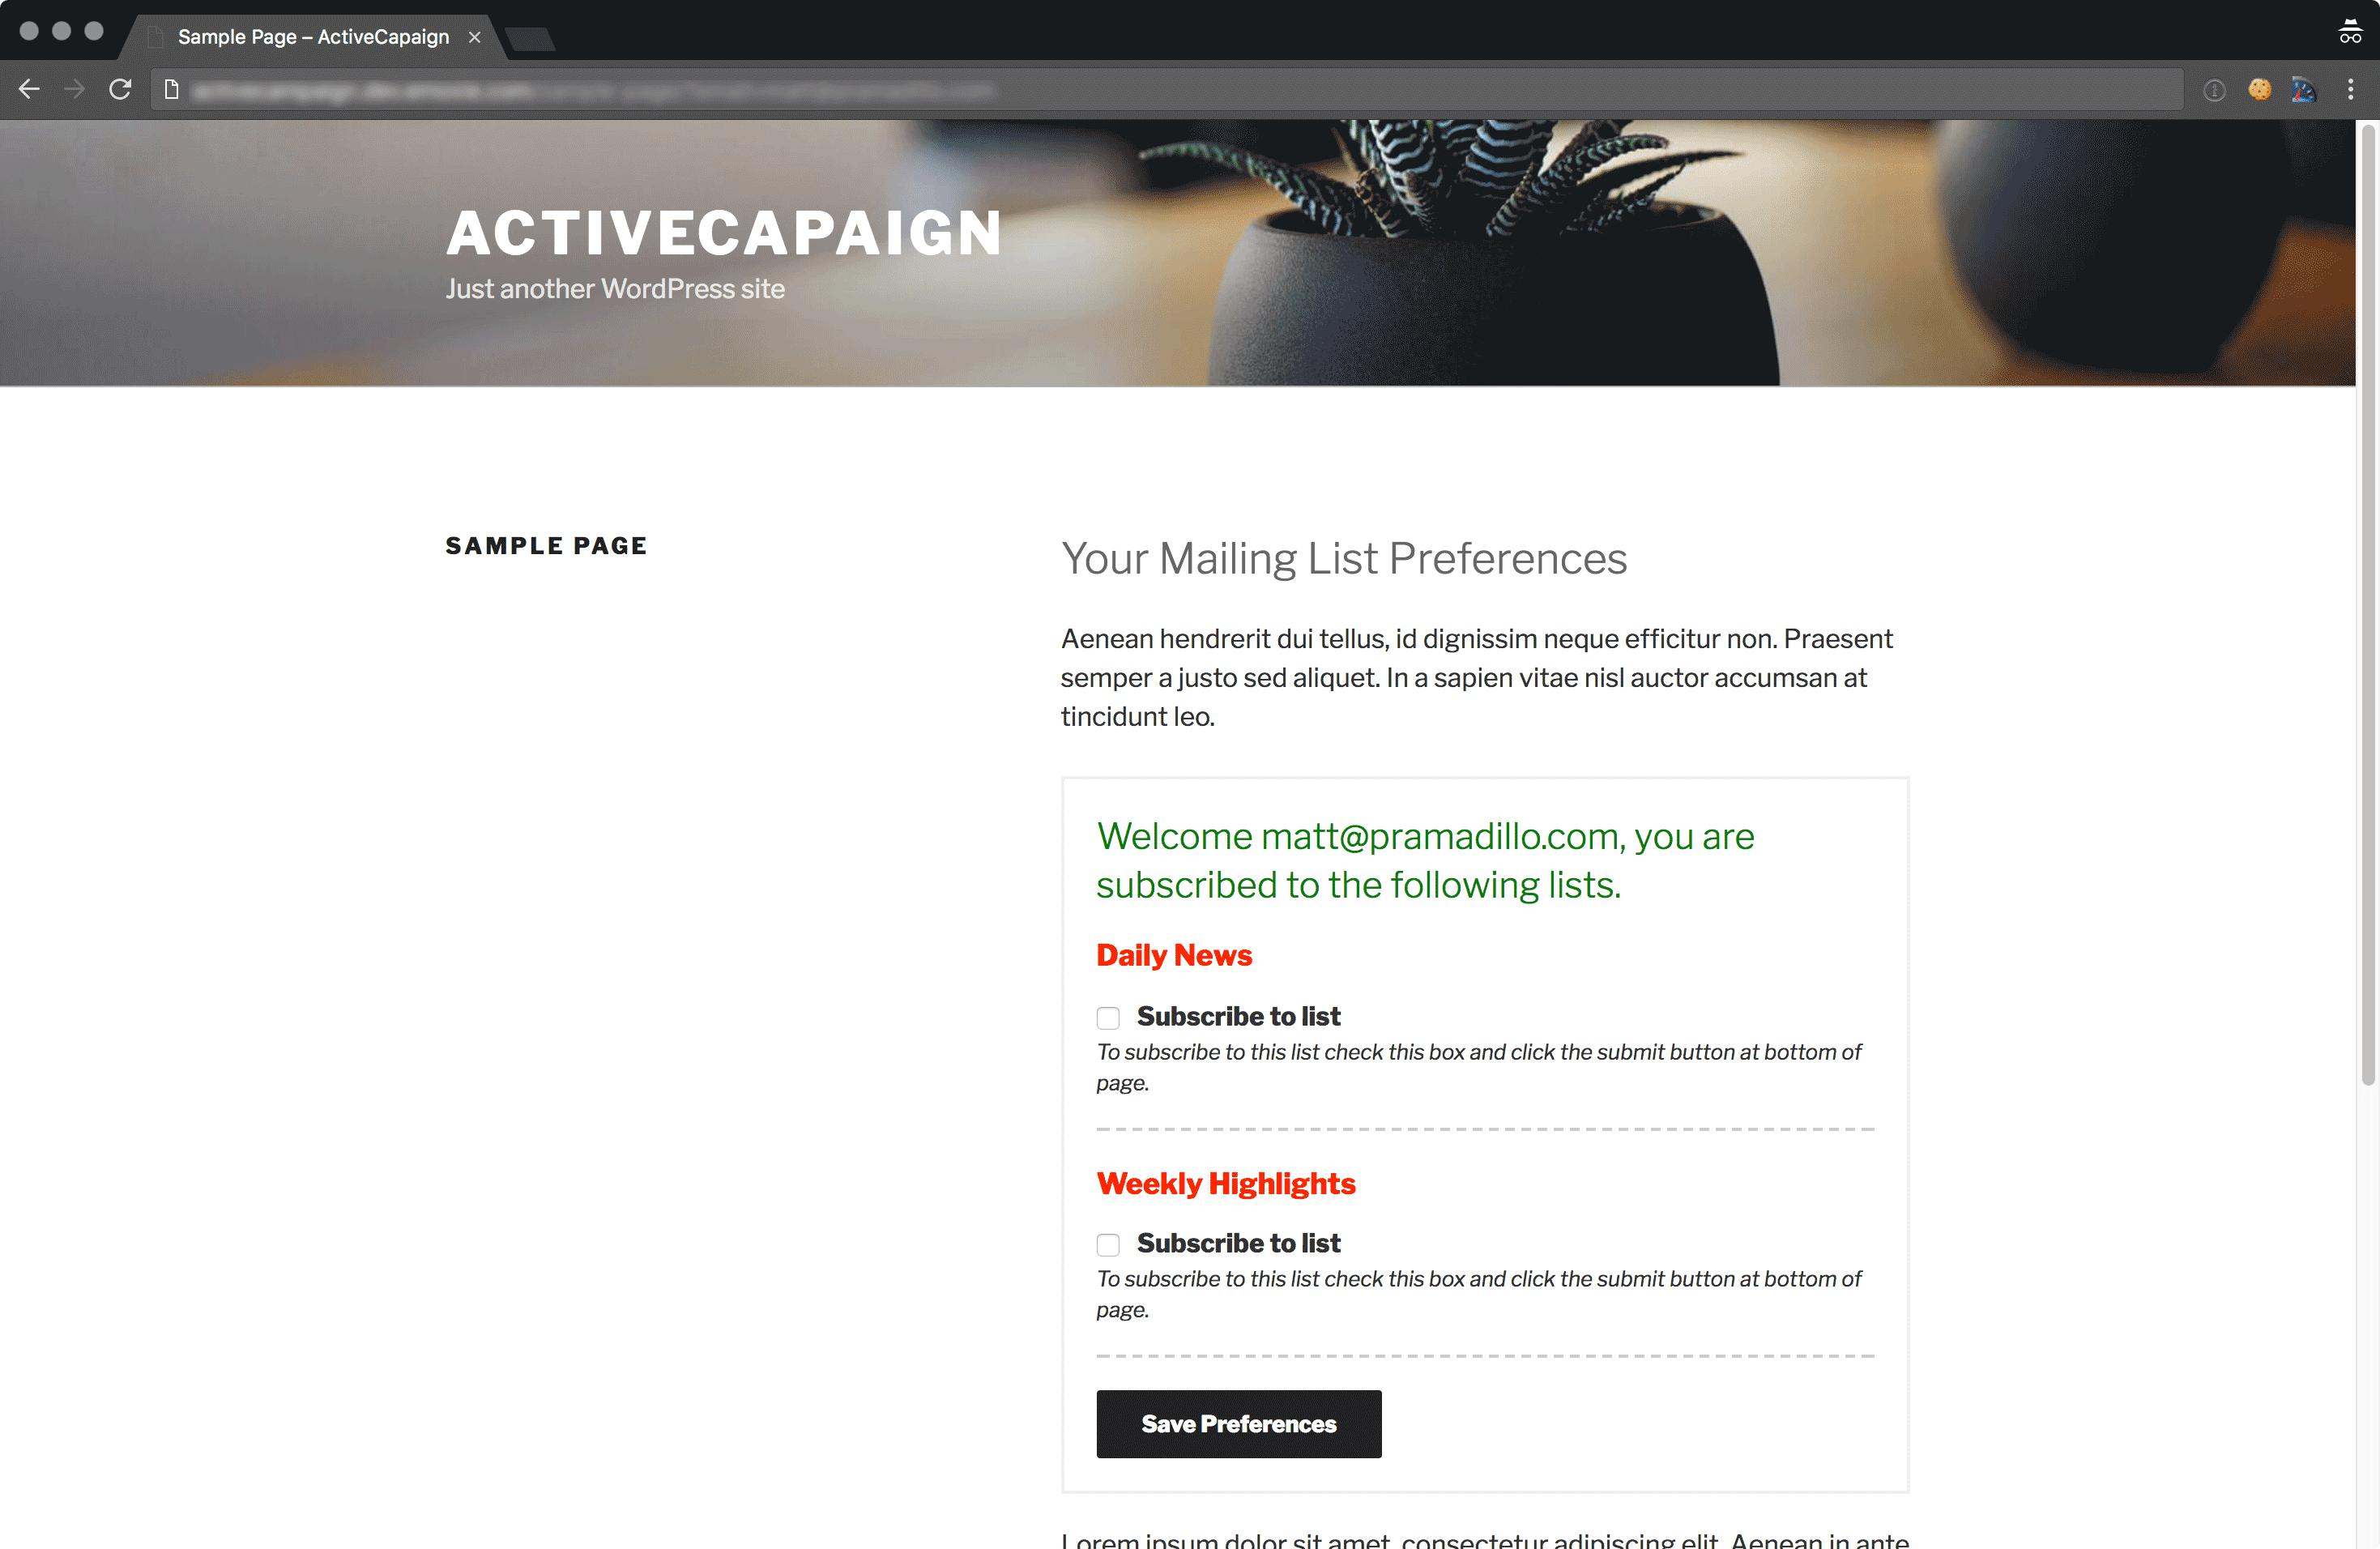 Sample Page – ActiveCapaign
ACTIVECAPAIGN
Just another WordPress site
SAMPLE PAGE
Your Mailing List Preferences
Aenean hendrerit dui tellus, id dignissim neque efficitur non. Praesent
semper a justo sed aliquet. In a sapien vitae nisl auctor accumsan at
tincidunt leo.
Welcome matt@pramadillo.com, you are
subscribed to the following lists.
Daily News
Subscribe to list
To subscribe to this list check this box and click the submit button at bottom of
page.
Weekly Highlights
Subscribe to list
To subscribe to this list check this box and click the submit button at bottom of
page.
Save Preferences
Lorem ipsum dolor sit amet, consectetur adipiscing elit. Aenean in ante